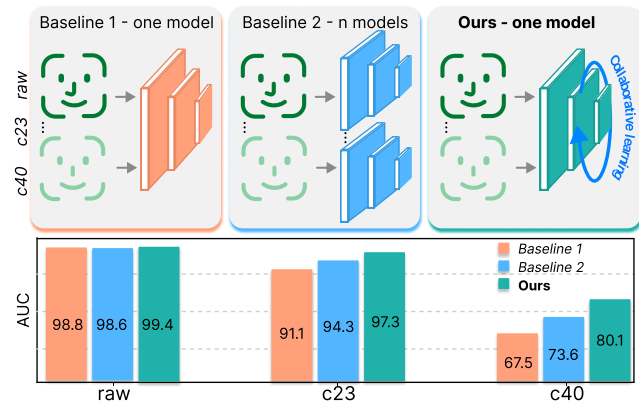 Baseline 1 - one model
Baseline 2 - n models
Ours - one model
raw
c23
c40
...
...
Collaborative learning
AUC
Baseline 1
Baseline 2
Ours
98.8
98.6
99.4
91.1
94.3
97.3
67.5
73.6
80.1
raw
c23
c40